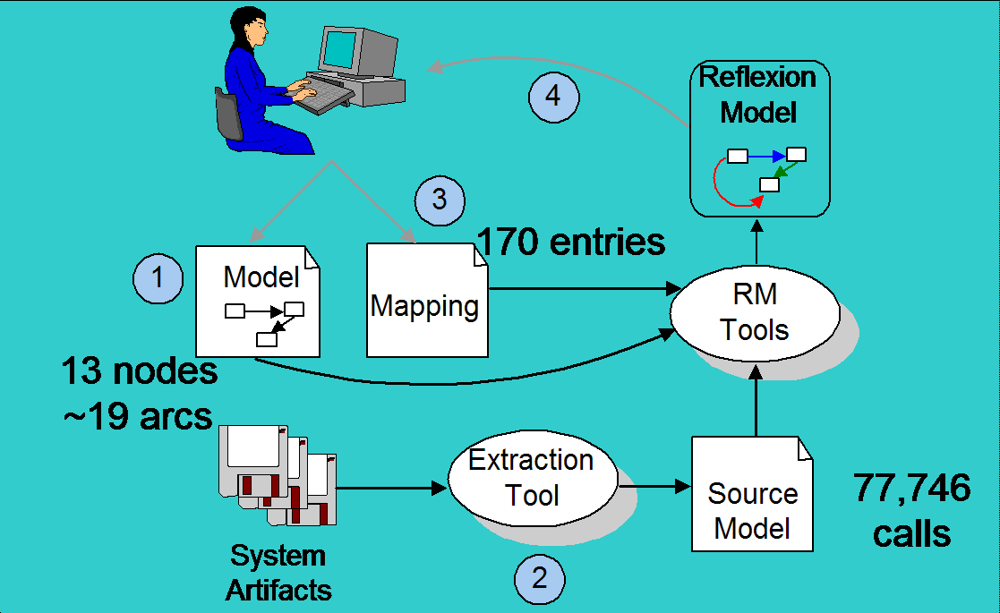 4
Reflexion
Model
3
170 entries
1
Model
Mapping
RM
Tools
13 nodes
~19 arcs
Extraction
Tool
Source
Model
77,746
calls
System
Artifacts
2